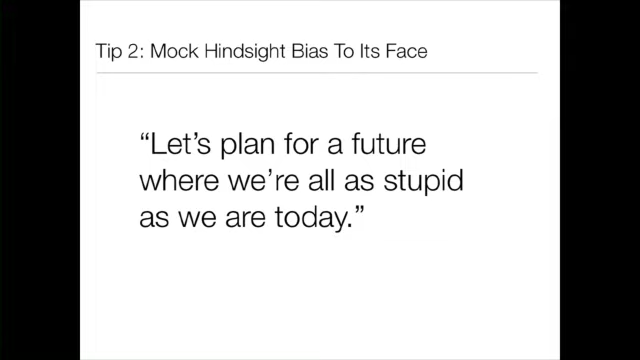 Tip 2: Mock Hindsight Bias To Its Face
“Let’s plan for a future
where we’re all as stupid
as we are today.”